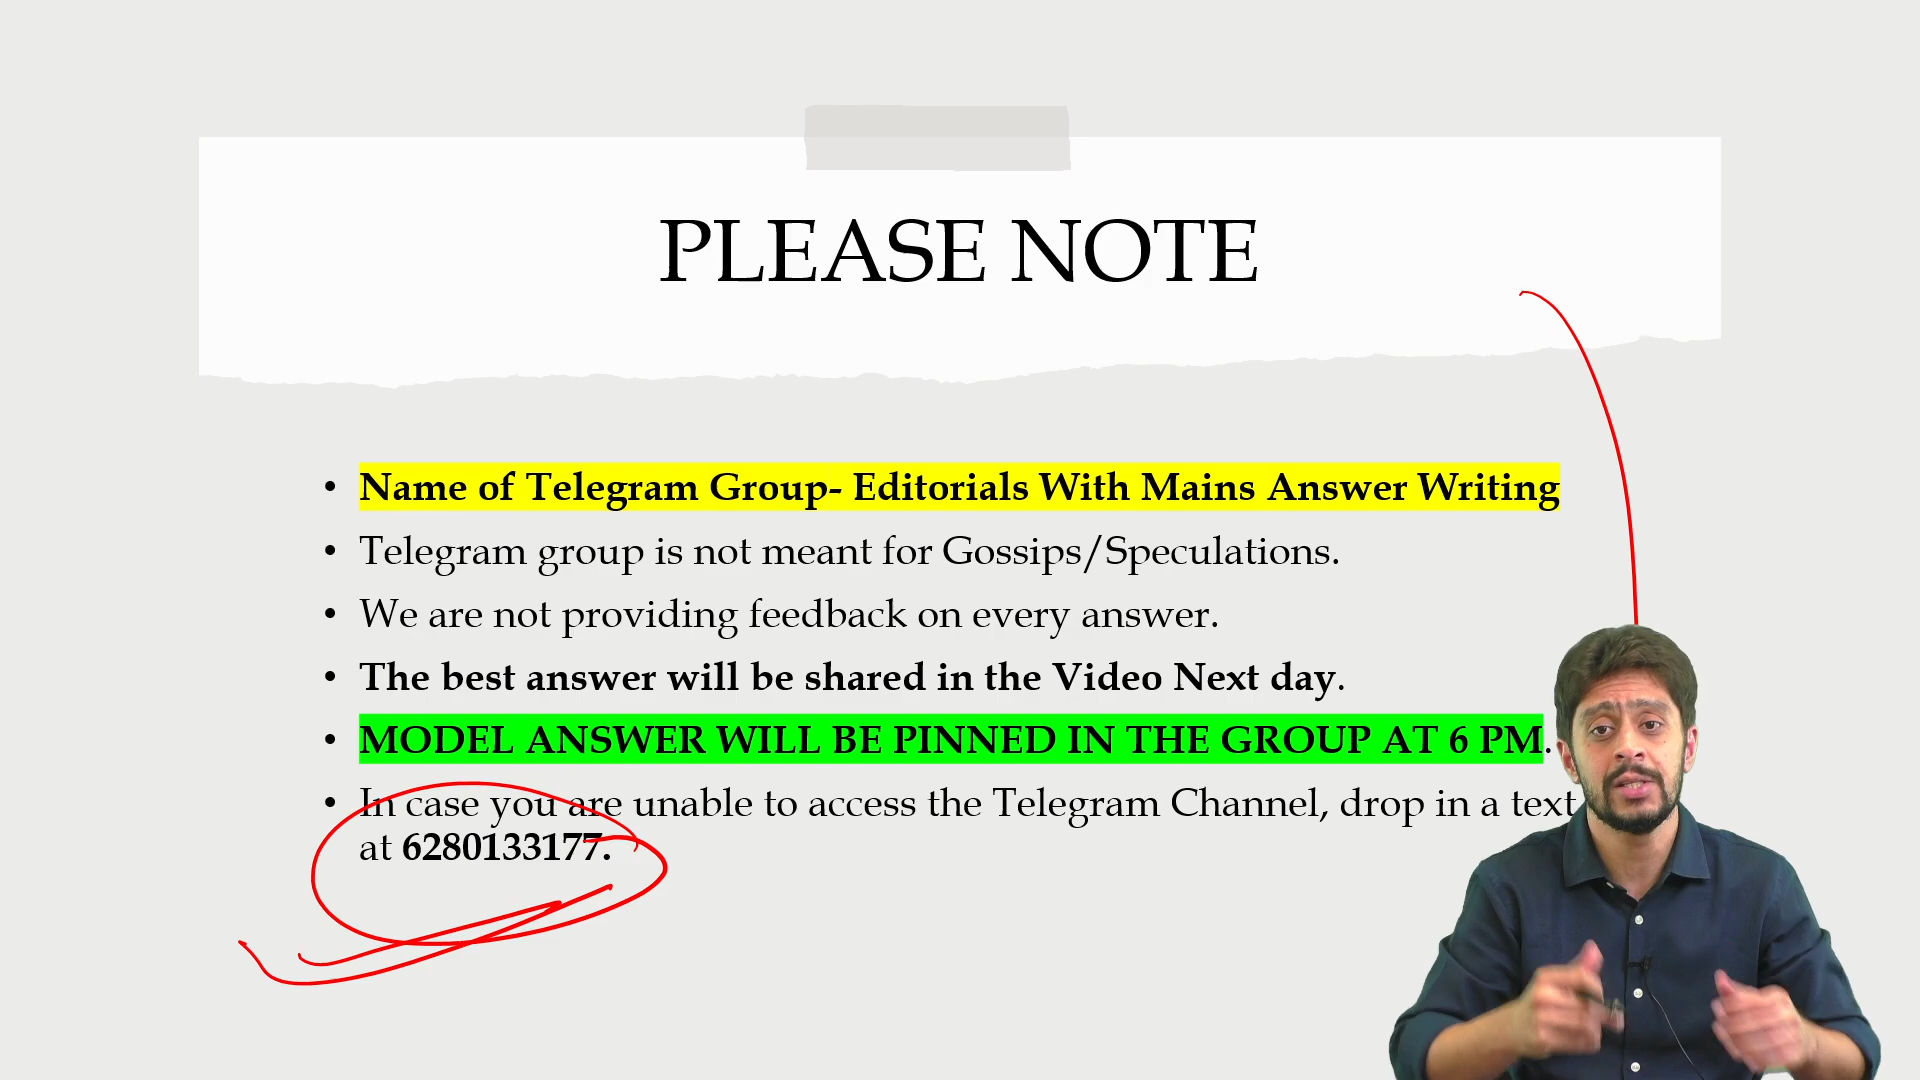 PLEASE NOTE
• Name of Telegram Group- Editorials With Mains Answer Writing
• Telegram group is not meant for Gossips/Speculations.
• We are not providing feedback on every answer.
• The best answer will be shared in the Video Next day.
• MODEL ANSWER WILL BE PINNED IN THE GROUP AT 6 PM.
• In case you are unable to access the Telegram Channel, drop in a text
at 6280133177.